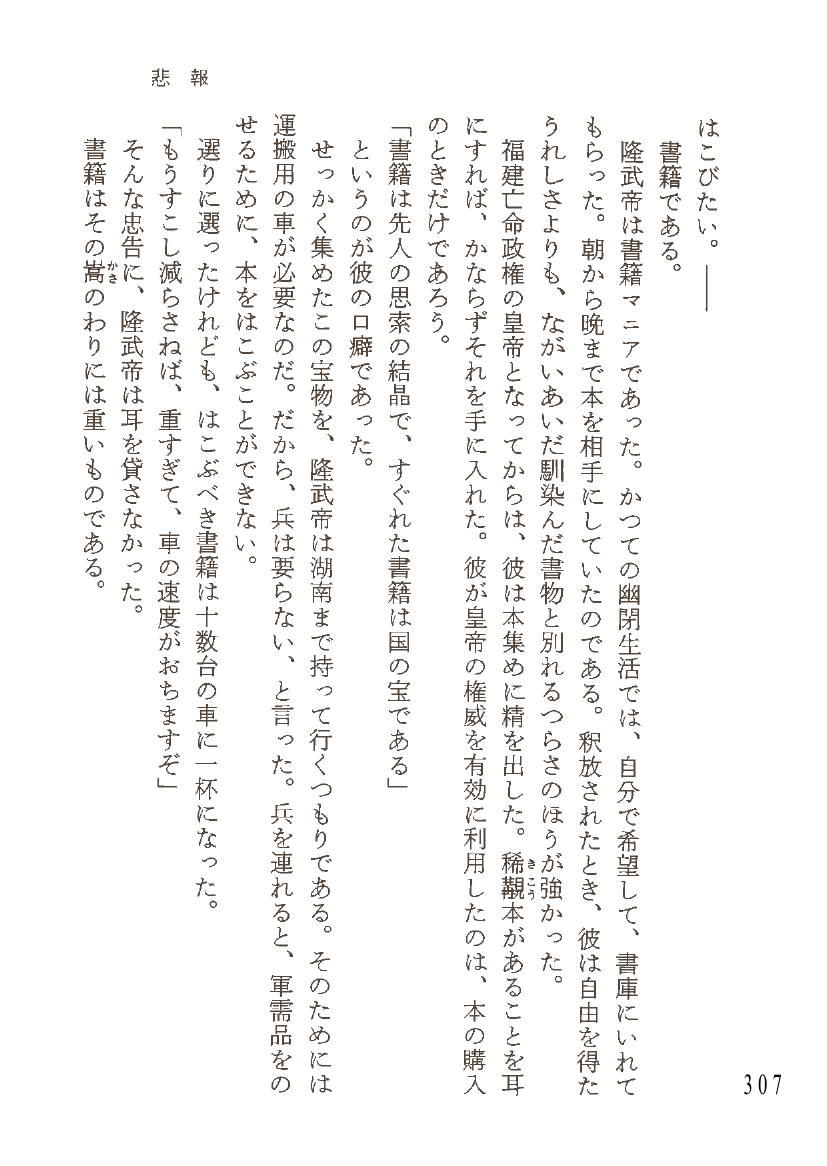 悲報
はこびたい。――
書籍である。
隆武帝は書籍マニアであった。かつての幽閉生活では、自分で希望して、書庫にいれて
もらった。朝から晩まで本を相手にしていたのである。釈放されたとき、彼は自由を得た
うれしさよりも、ながいあいだ馴染んだ書物と別れるつらさのほうが強かった。
福建亡命政権の皇帝となってからは、彼は本集めに精を出した。稀覯本があることを耳
きこう
にすれば、かならずそれを手に入れた。彼が皇帝の権威を有効に利用したのは、本の購入
のときだけであろう。
「書籍は先人の思索の結晶で、すぐれた書籍は国の宝である」
というのが彼の口癖であった。
せっかく集めたこの宝物を、隆武帝は湖南まで持って行くつもりである。そのためには
運搬用の車が必要なのだ。だから、兵は要らない、と言った。兵を連れると、軍需品をの
せるために、本をはこぶことができない。
選りに選ったけれども、はこぶべき書籍は十数台の車に一杯になった。
「もうすこし減らさねば、重すぎて、車の速度がおちますぞ」
そんな忠告に、隆武帝は耳を貸さなかった。
書籍はその嵩のわりには重いものである。
かさ
307